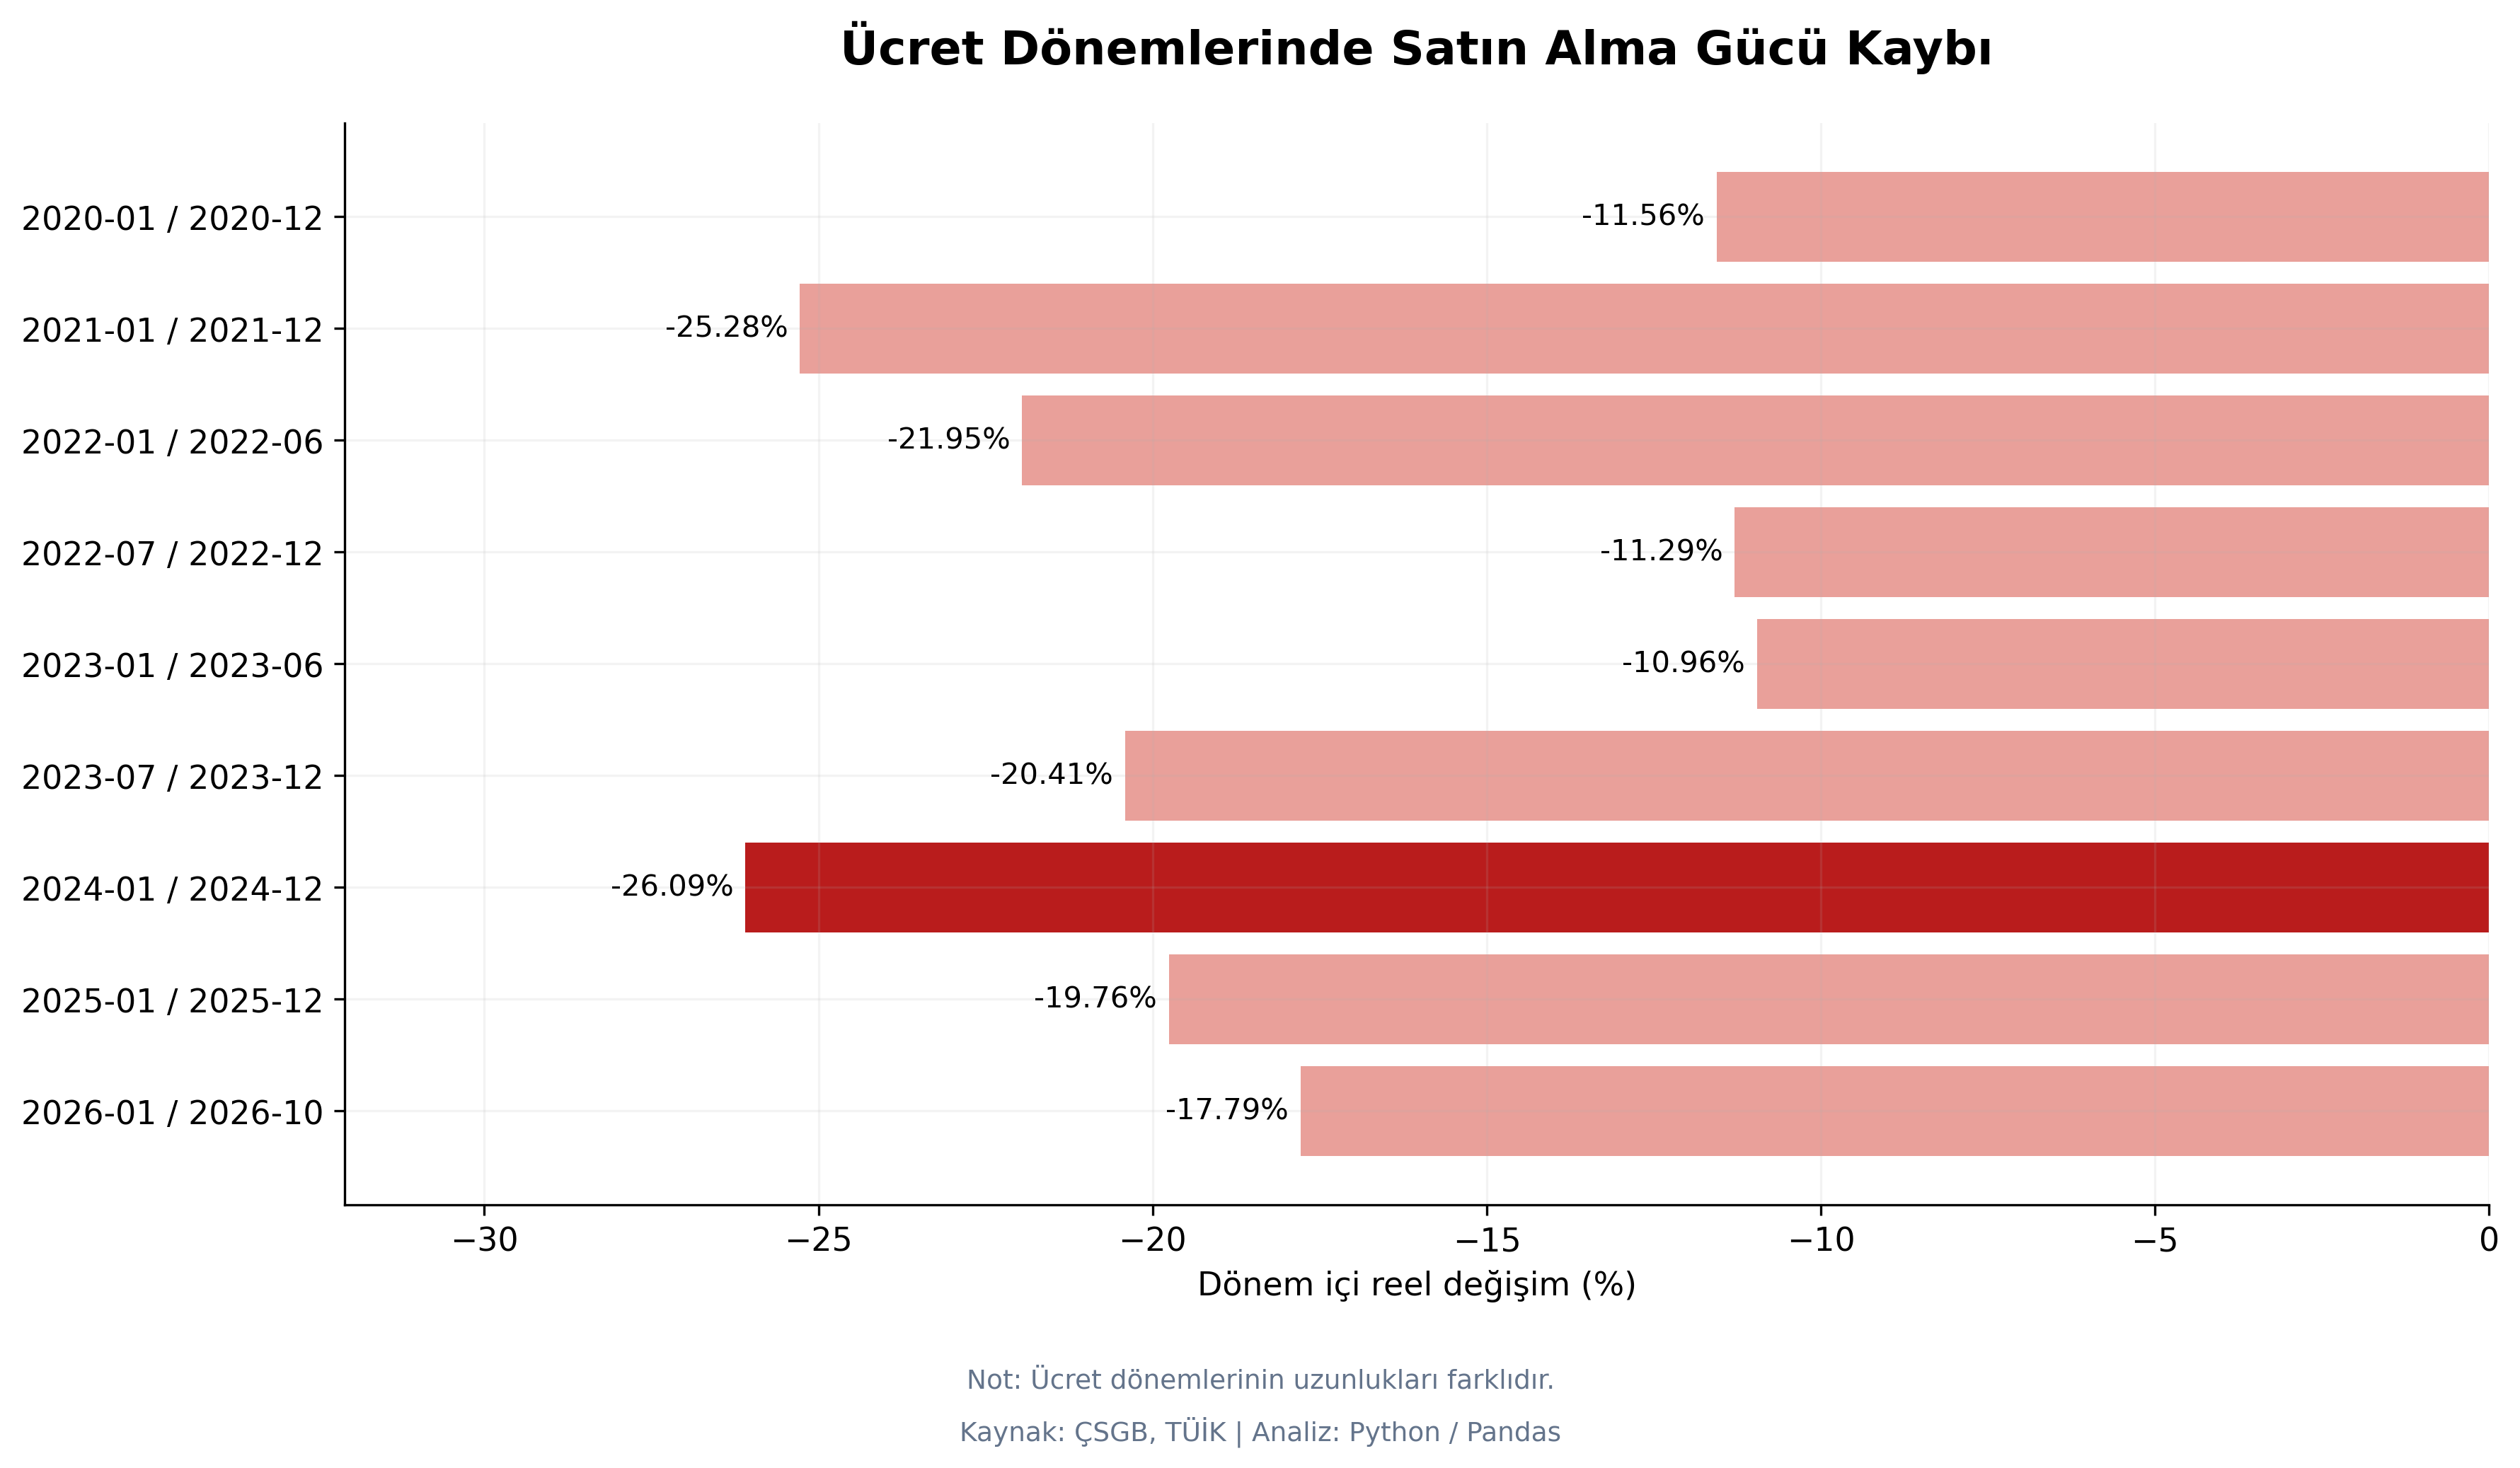 Ücret Dönemlerinde Satın Alma Gücü Kaybı
2020-01 / 2020-12
-11.56%
2021-01 / 2021-12
-25.28%
2022-01 / 2022-06
-21.95%
2022-07 / 2022-12
-11.29%
2023-01 / 2023-06
-10.96%
2023-07 / 2023-12
-20.41%
2024-01 / 2024-12
-26.09%
2025-01 / 2025-12
-19.76%
2026-01 / 2026-10
-17.79%
−30 −25 −20 −15 −10 −5 0
Dönem içi reel değişim (%)
Not: Ücret dönemlerinin uzunlukları farklıdır.
Kaynak: ÇSGB, TÜİK | Analiz: Python / Pandas